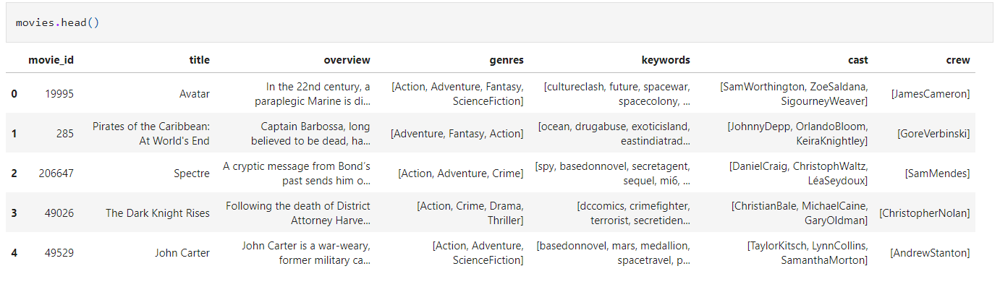 movies.head()
movie_id title overview genres keywords cast crew
In the 22nd century, a [Action, Adventure, Fantasy, [cultureclash, future, spacewar, [SamWorthington, ZoeSaldana,
0 19995 Avatar [JamesCameron]
paraplegic Marine is di... ScienceFiction] spacecolony, ... SigourneyWeaver]
Pirates of the Caribbean: Captain Barbossa, long [ocean, drugabuse, exoticisland, [JohnnyDepp, OrlandoBloom,
1 285 [Adventure, Fantasy, Action] [GoreVerbinski]
At World's End believed to be dead, ha... eastindiatrad... KeiraKnightley]
A cryptic message from Bond’s [spy, basedonnovel, secretagent, [DanielCraig, ChristophWaltz,
2 206647 Spectre [Action, Adventure, Crime] [SamMendes]
past sends him o... sequel, mi6, ... LéaSeydoux]
Following the death of District [Action, Crime, Drama, [dccomics, crimefighter, [ChristianBale, MichaelCaine,
3 49026 The Dark Knight Rises [ChristopherNolan]
Attorney Harve... Thriller] terrorist, secretiden... GaryOldman]
John Carter is a war-weary, [Action, Adventure, [basedonnovel, mars, medallion, [TaylorKitsch, LynnCollins,
4 49529 John Carter [AndrewStanton]
former military ca... ScienceFiction] spacetravel, p... SamanthaMorton]